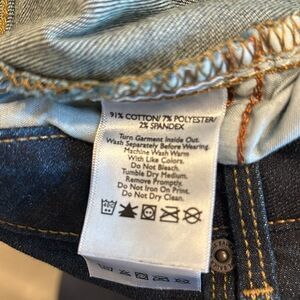 91% COTTON/ 7% POLYESTER/
2% SPANDEX
Turn Garment Inside Out.
Wash Separately Before Wearing.
Machine Wash Warm
With Like Colors.
Do Not Bleach.
Tumble Dry Medium.
Remove Promptly.
Do Not Iron On Print.
Do Not Dry Clean.